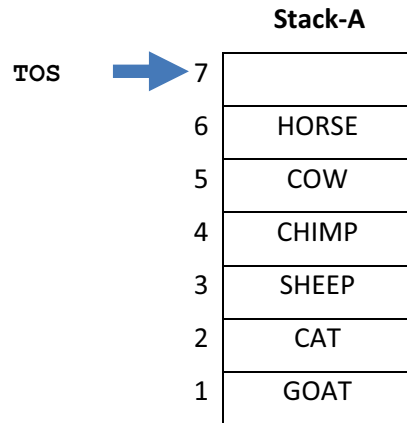 Stack-A
TOS 7
6 HORSE
5 COW
4 CHIMP
3 SHEEP
2 CAT
1 GOAT